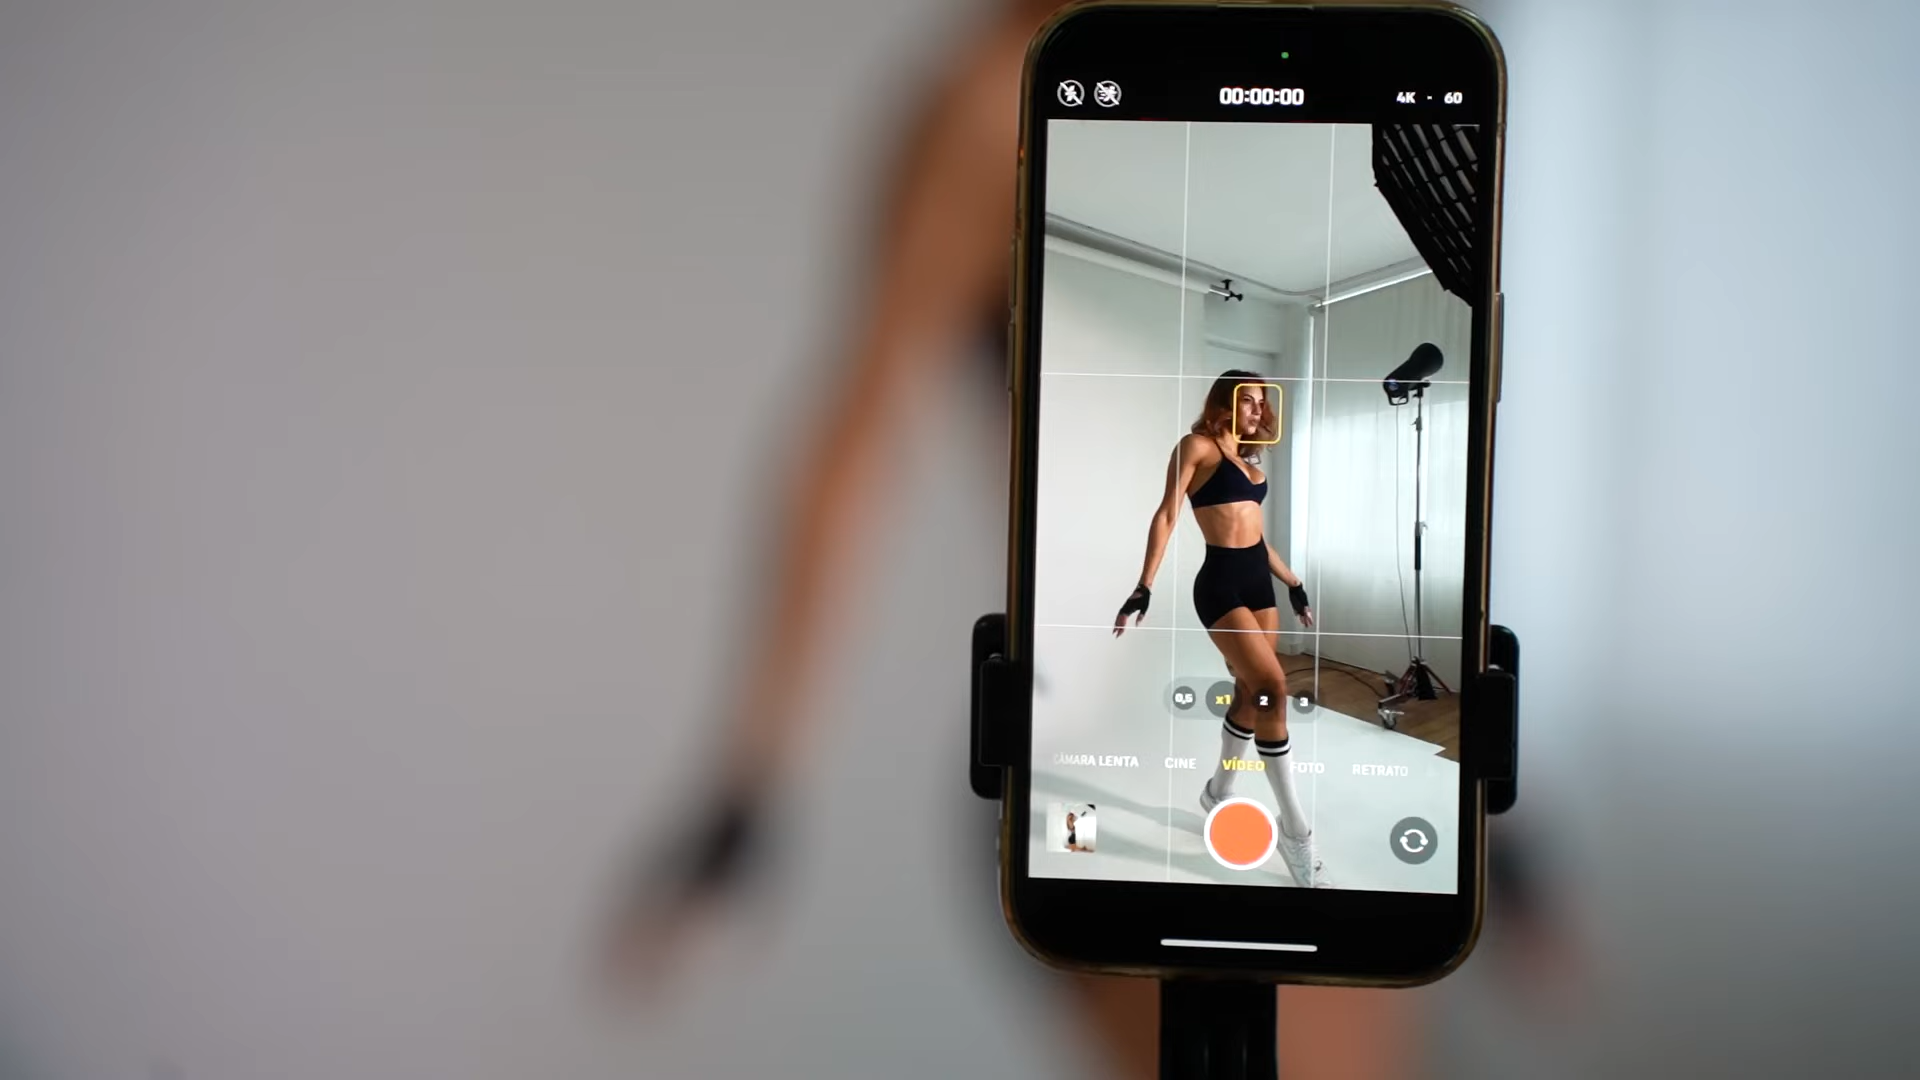 00:00:00
4K - 60
0,5 x1 2 3
CÁMARA LENTA CINE VÍDEO FOTO RETRATO